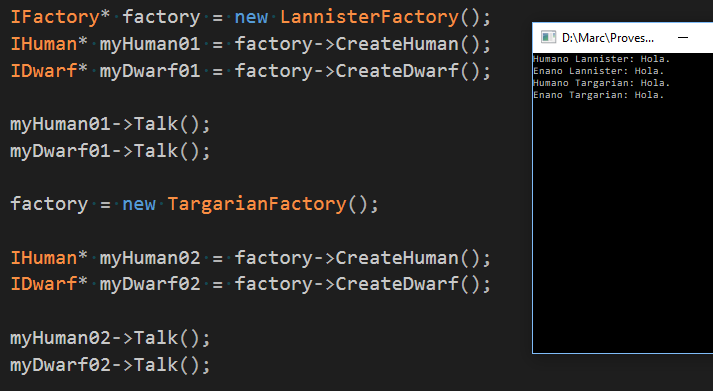 IFactory* factory = new LannisterFactory();
IHuman* myHuman01 = factory->CreateHuman();
IDwarf* myDwarf01 = factory->CreateDwarf();
myHuman01->Talk();
myDwarf01->Talk();
factory = new TargarianFactory();
IHuman* myHuman02 = factory->CreateHuman();
IDwarf* myDwarf02 = factory->CreateDwarf();
myHuman02->Talk();
myDwarf02->Talk();
D:\Marc\Proves...
Humano Lannister: Hola.
Enano Lannister: Hola.
Humano Targarian: Hola.
Enano Targarian: Hola.